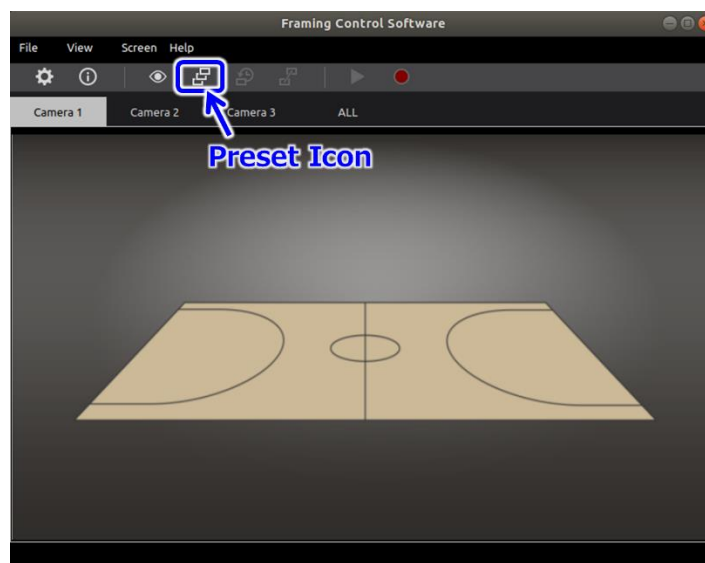 Framing Control Software
File View Screen Help
Camera 1 Camera 2 Camera 3 ALL
Preset Icon